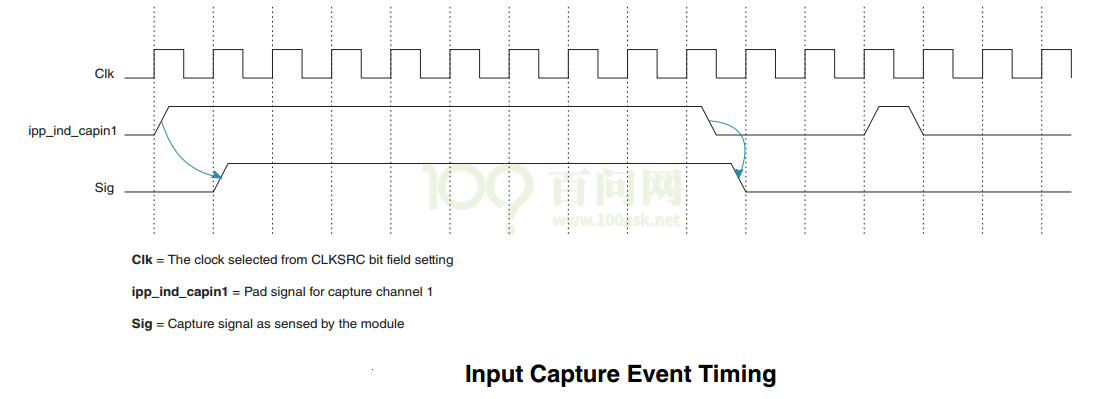 Clk
ipp_ind_capin1
Sig
100?
百问网
www.100ask.net
Clk = The clock selected from CLKSRC bit field setting
ipp_ind_capin1 = Pad signal for capture channel 1
Sig = Capture signal as sensed by the module
Input Capture Event Timing